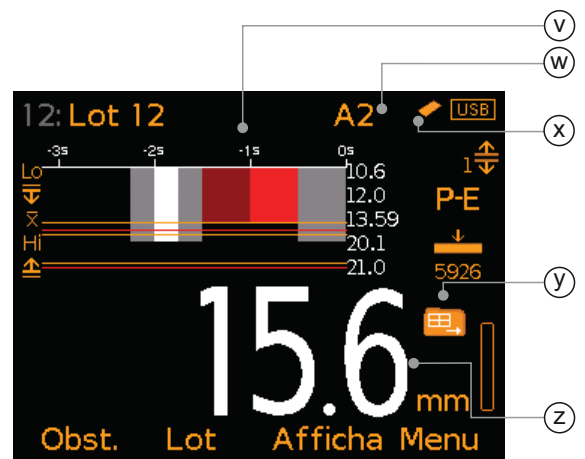 v
w
12: Lot 12 A2 USB
x
-3s -2s -1s 0s
Lo 10.6
1
12.0
P-E
x̅ 13.59
Hi 20.1
21.0
5926
y
15.6
mm
z
Obst. Lot Afficha Menu